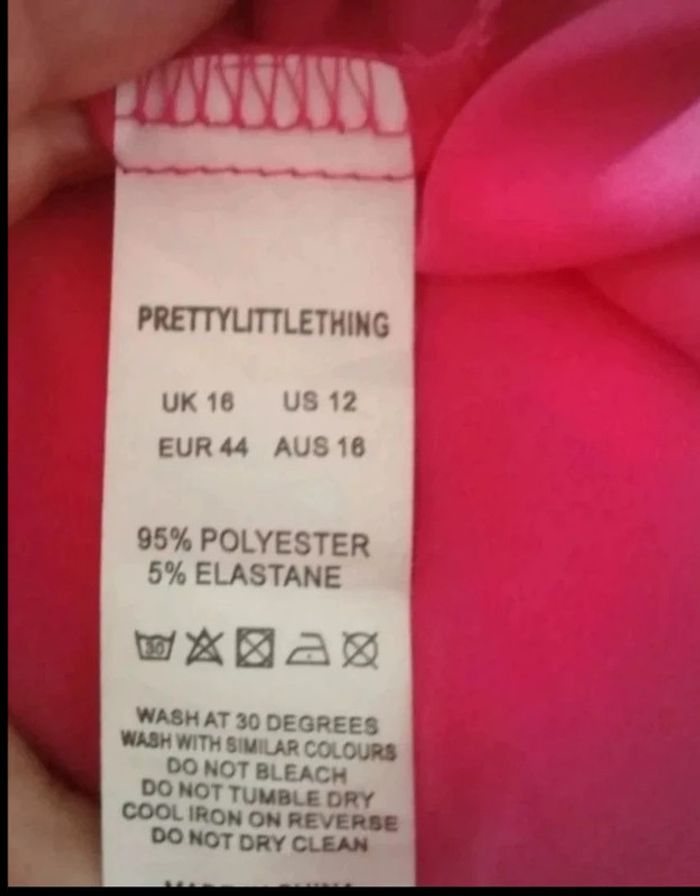 PRETTYLITTLETHING
UK 16 US 12
EUR 44 AUS 16
95% POLYESTER
5% ELASTANE
30
WASH AT 30 DEGREES
WASH WITH SIMILAR COLOURS
DO NOT BLEACH
DO NOT TUMBLE DRY
COOL IRON ON REVERSE
DO NOT DRY CLEAN